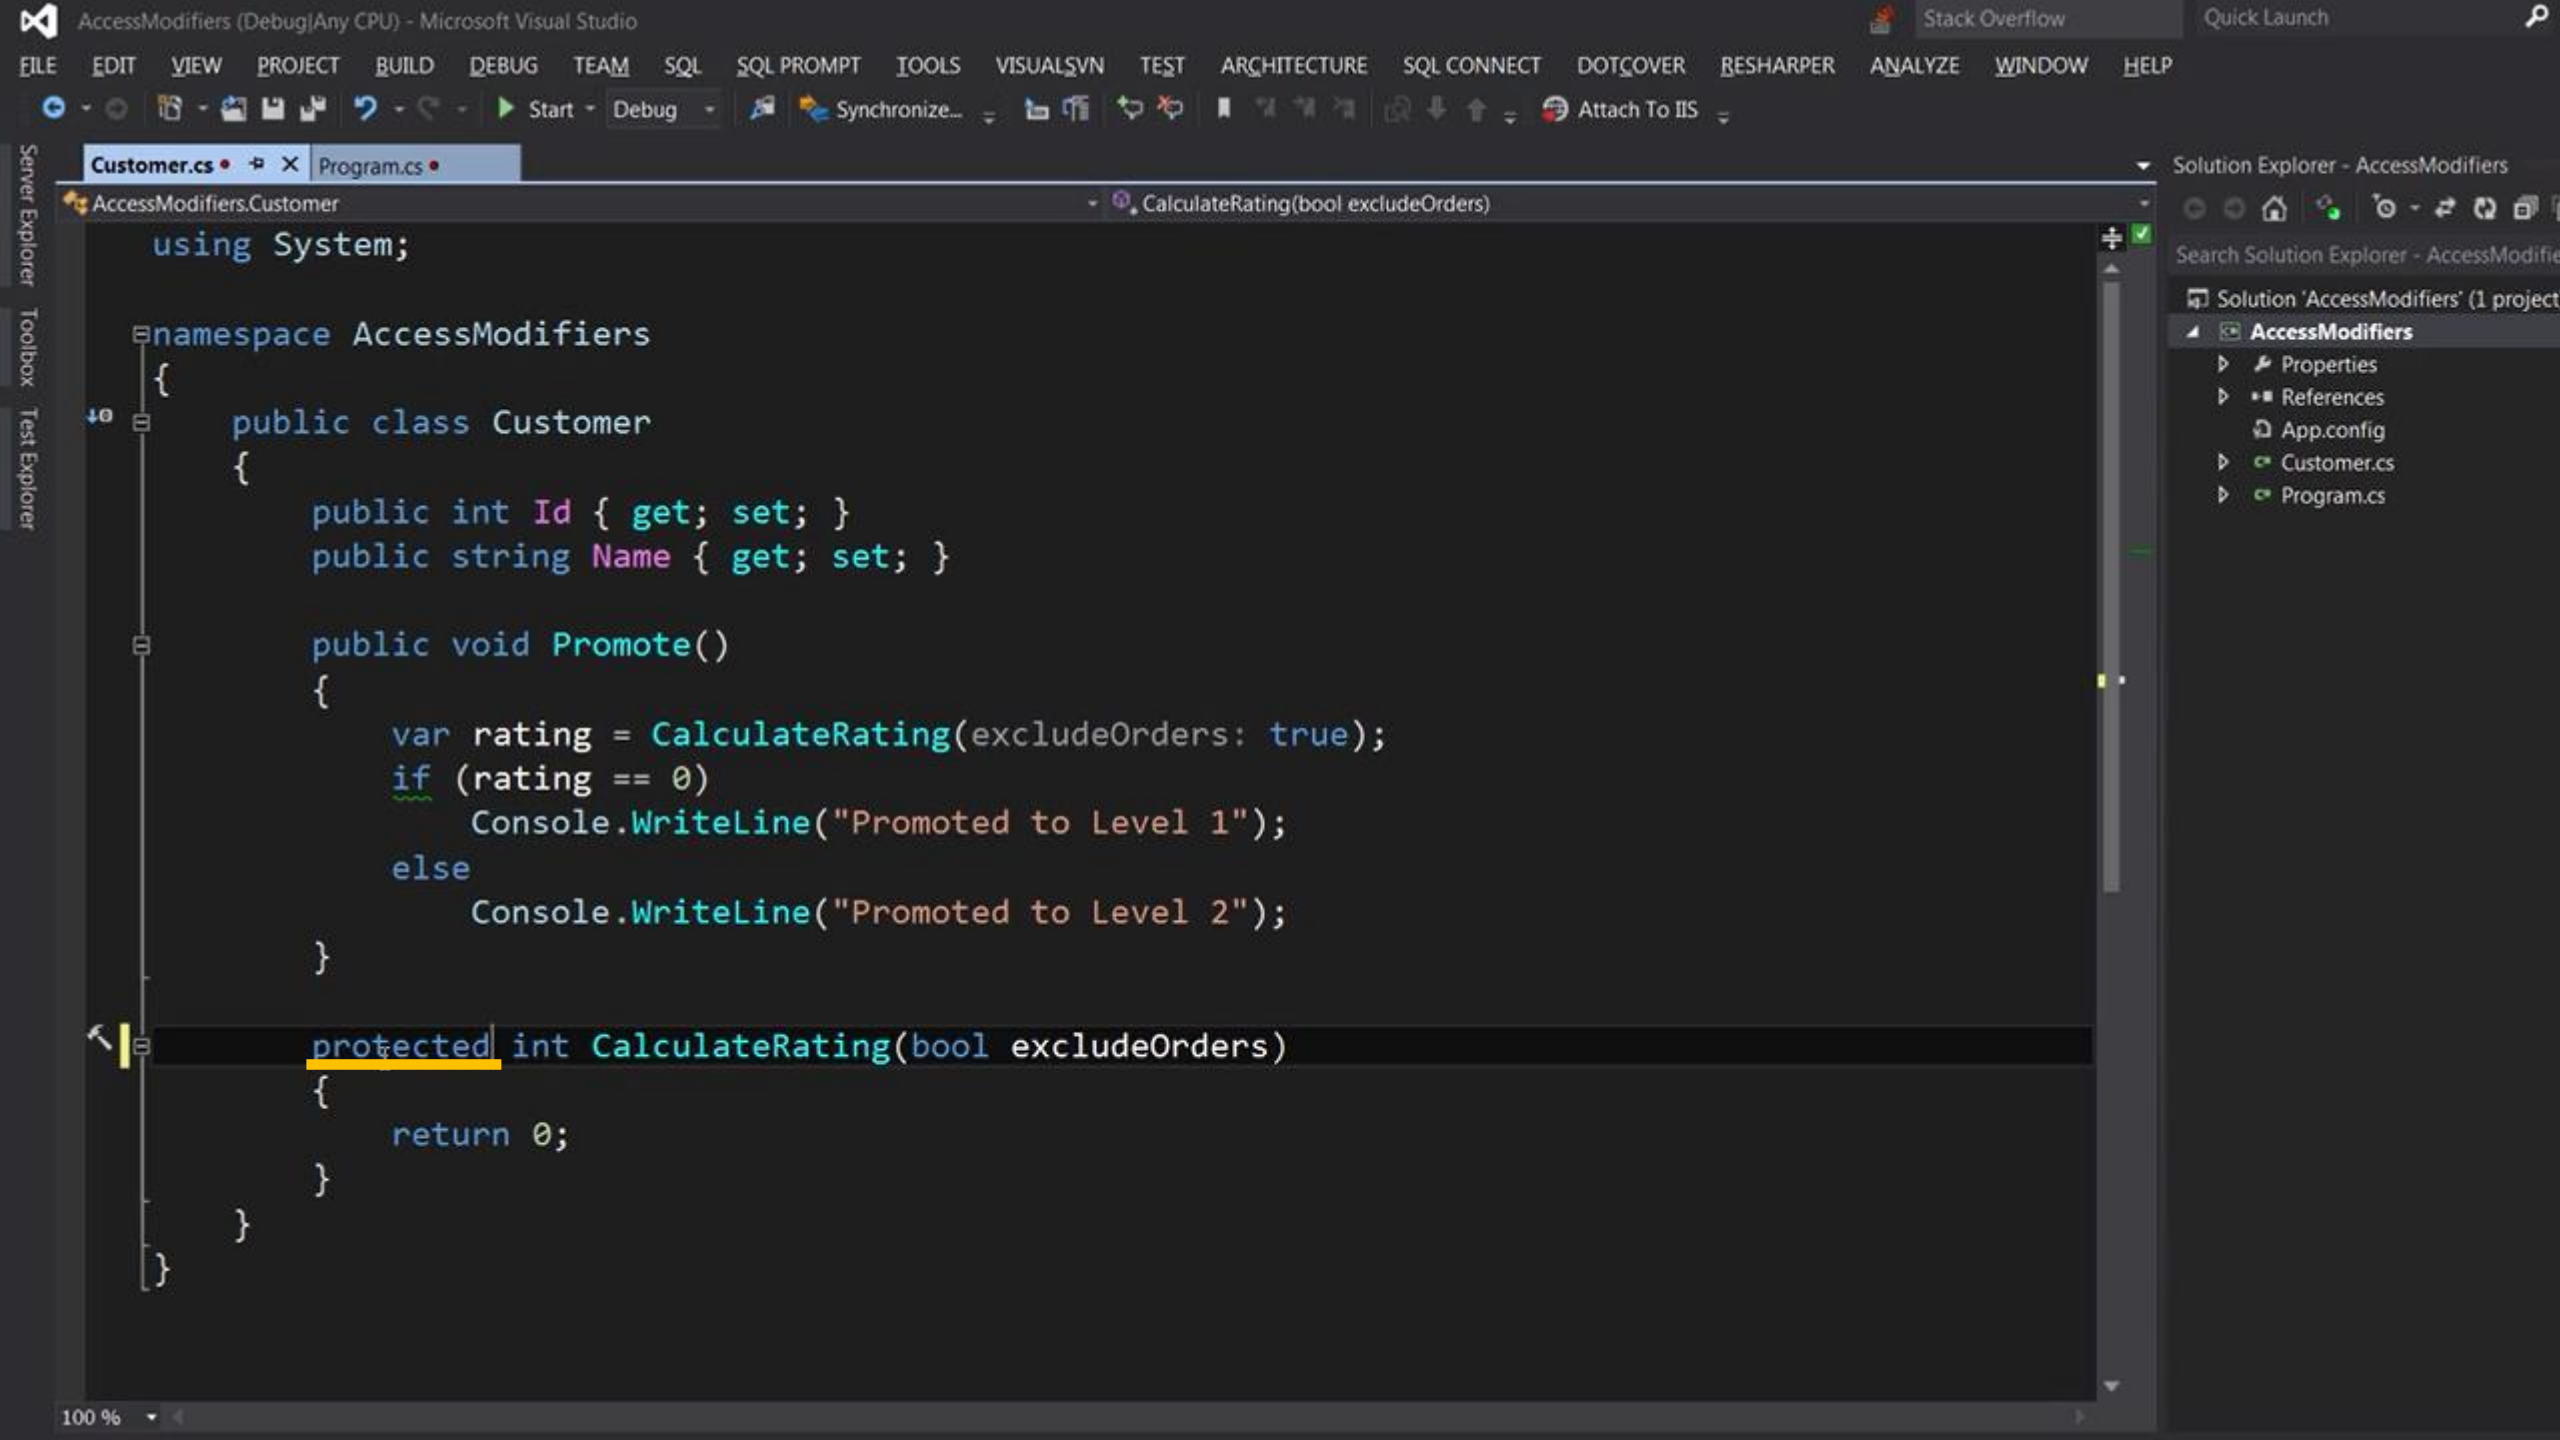 AccessModifiers (Debug|Any CPU) - Microsoft Visual Studio
Stack Overflow
Quick Launch
FILE EDIT VIEW PROJECT BUILD DEBUG TEAM SQL SQL PROMPT TOOLS VISUALSVN TEST ARCHITECTURE SQL CONNECT DOTCOVER RESHARPER ANALYZE WINDOW HELP
Start Debug Synchronize... Attach To IIS
Server Explorer
Toolbox
Test Explorer
Customer.cs Program.cs
AccessModifiers.Customer CalculateRating(bool excludeOrders)
using System;
namespace AccessModifiers
{
public class Customer
{
public int Id { get; set; }
public string Name { get; set; }
public void Promote()
{
var rating = CalculateRating(excludeOrders: true);
if (rating == 0)
Console.WriteLine("Promoted to Level 1");
else
Console.WriteLine("Promoted to Level 2");
}
protected int CalculateRating(bool excludeOrders)
{
return 0;
}
}
}
100 %
Solution Explorer - AccessModifiers
Search Solution Explorer - AccessModifie
Solution 'AccessModifiers' (1 project
AccessModifiers
Properties
References
App.config
Customer.cs
Program.cs